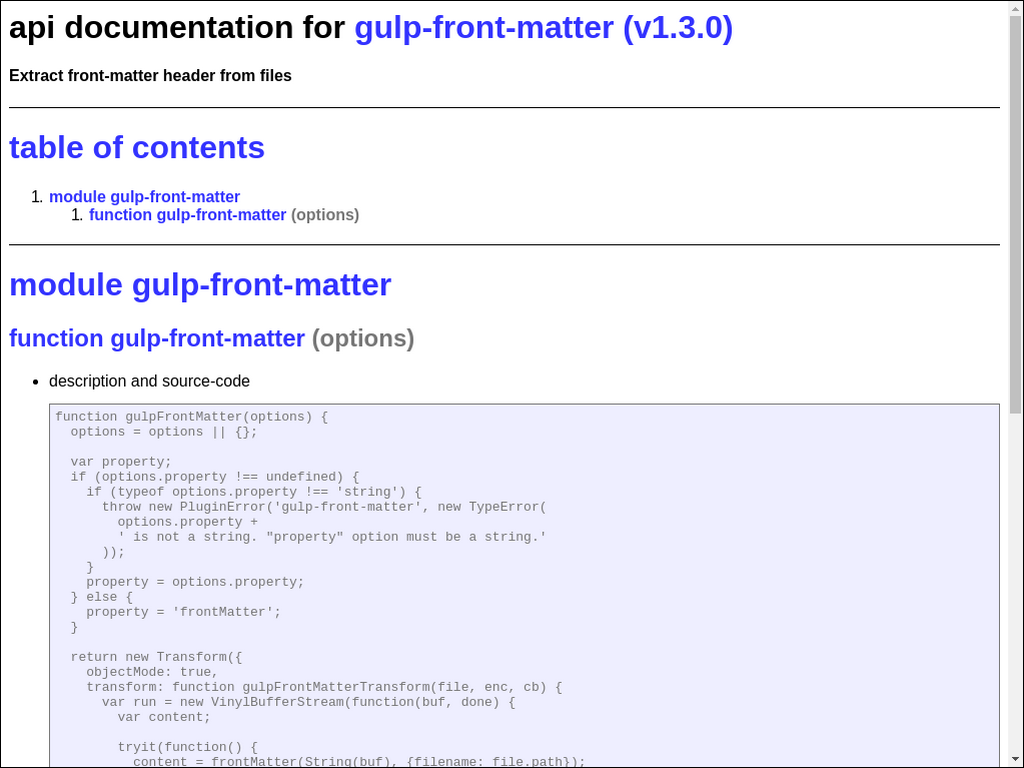 api documentation for gulp-front-matter (v1.3.0)
Extract front-matter header from files
table of contents
1. module gulp-front-matter
1. function gulp-front-matter (options)
module gulp-front-matter
function gulp-front-matter (options)
• description and source-code
function gulpFrontMatter(options) {
  options = options || {};

  var property;
  if (options.property !== undefined) {
    if (typeof options.property !== 'string') {
      throw new PluginError('gulp-front-matter', new TypeError(
        options.property +
        ' is not a string. "property" option must be a string.'
      ));
    }
    property = options.property;
  } else {
    property = 'frontMatter';
  }

  return new Transform({
    objectMode: true,
    transform: function gulpFrontMatterTransform(file, enc, cb) {
      var run = new VinylBufferStream(function(buf, done) {
        var content;

        tryit(function() {
          content = frontMatter(String(buf), {filename: file.path});